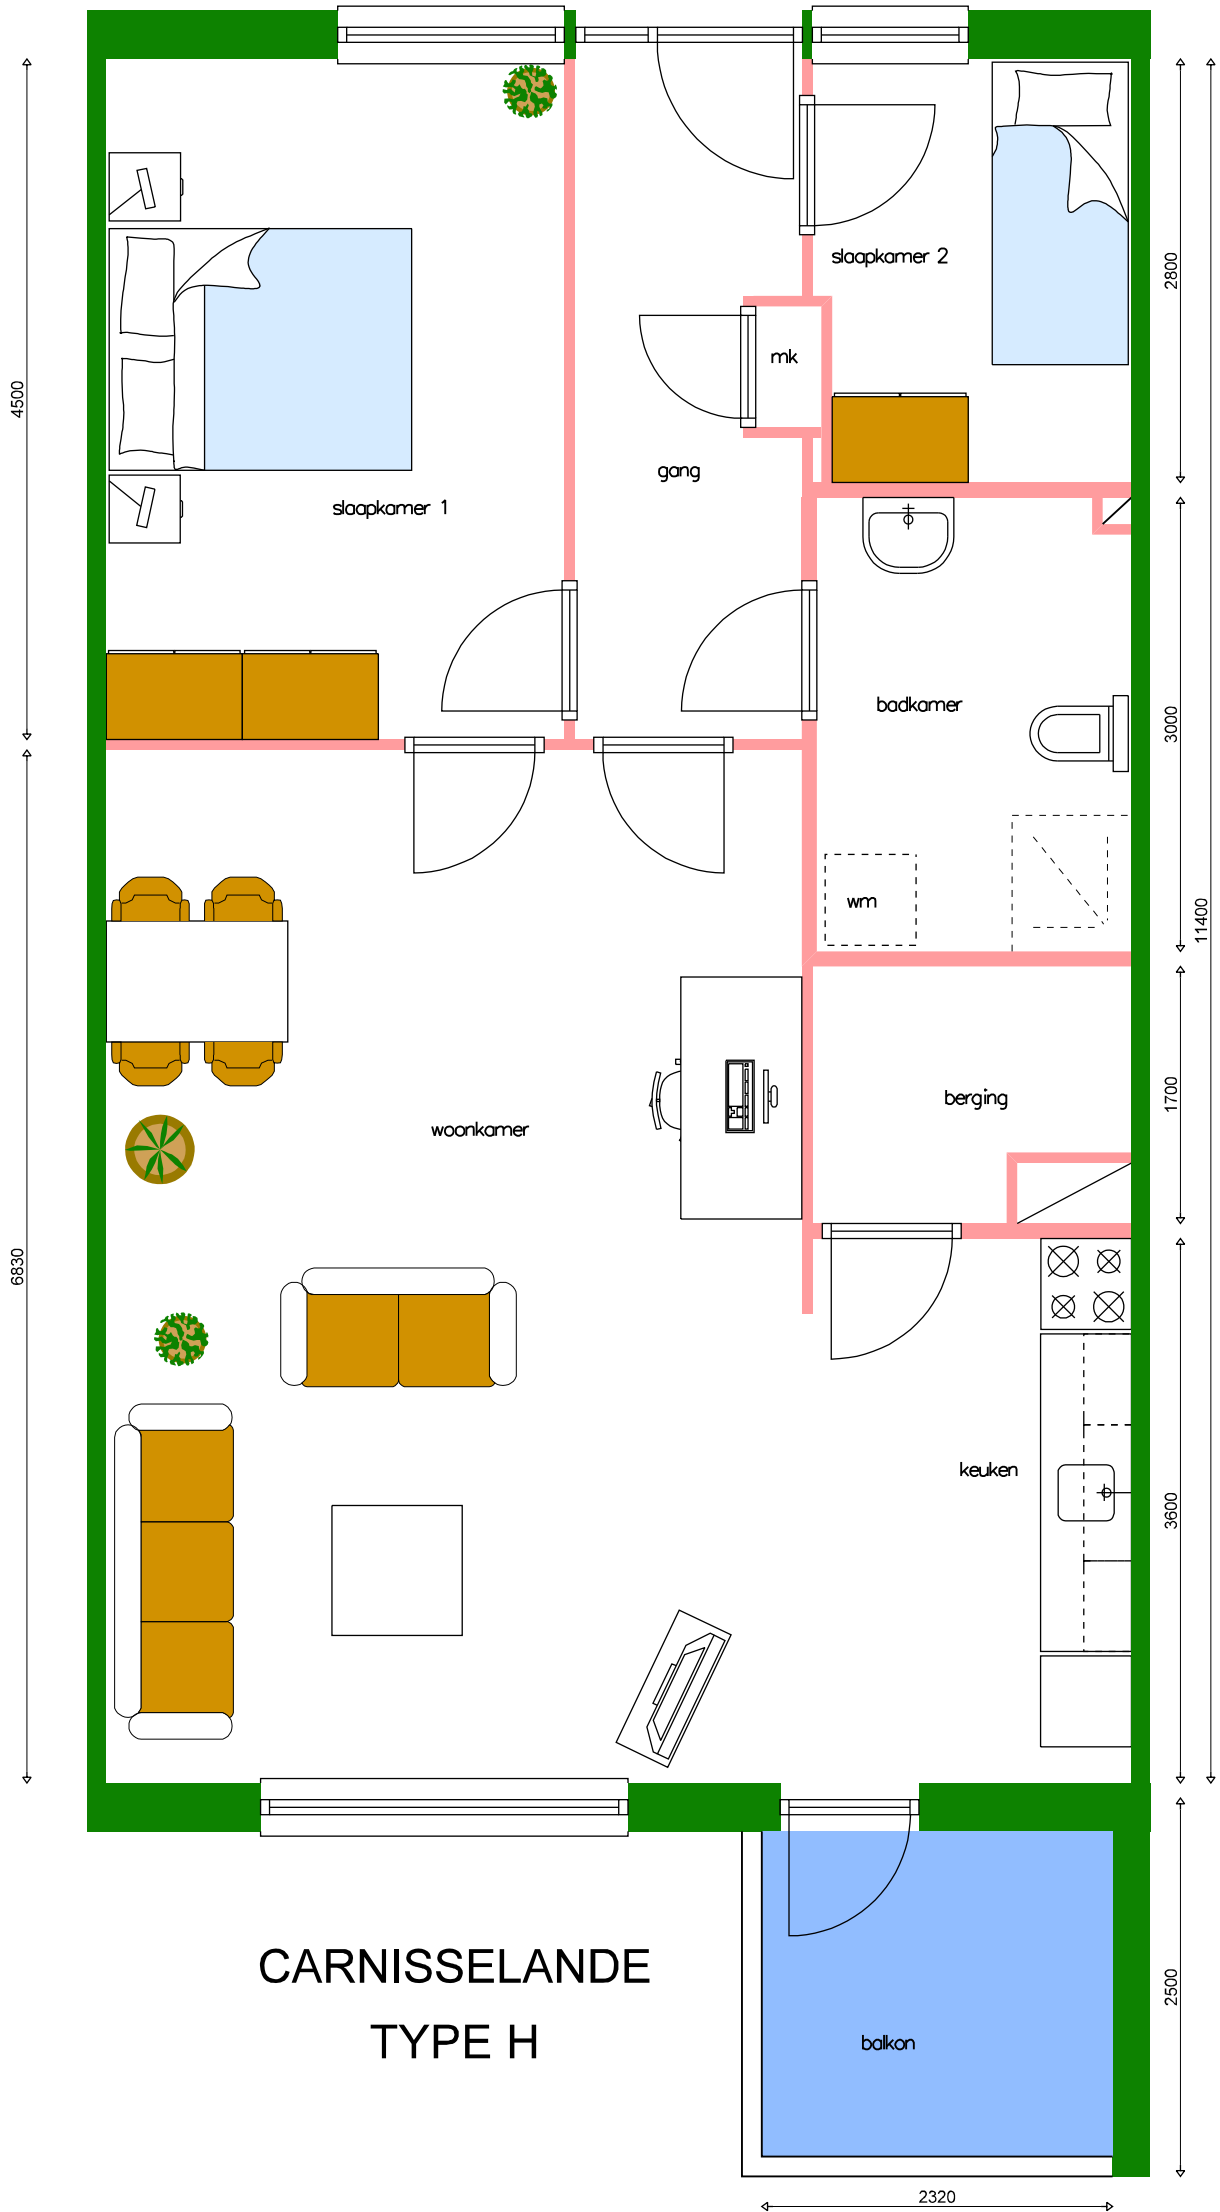 slaapkamer 2
2800
mk
4500
gang
slaapkamer 1
badkamer
3000
wm
11400
berging
1700
woonkamer
6830
keuken
3600
CARNISSELANDE
TYPE H
2500
balkon
2320